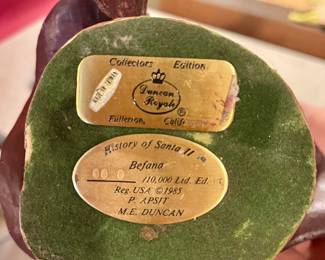 Collectors Edition
Duncan
Royale
®
Fullerton, Calif.
History of Santa II ™
Befana
/10,000 Ltd. Ed.
Reg. USA © 1985
P. APSIT
M.E. DUNCAN